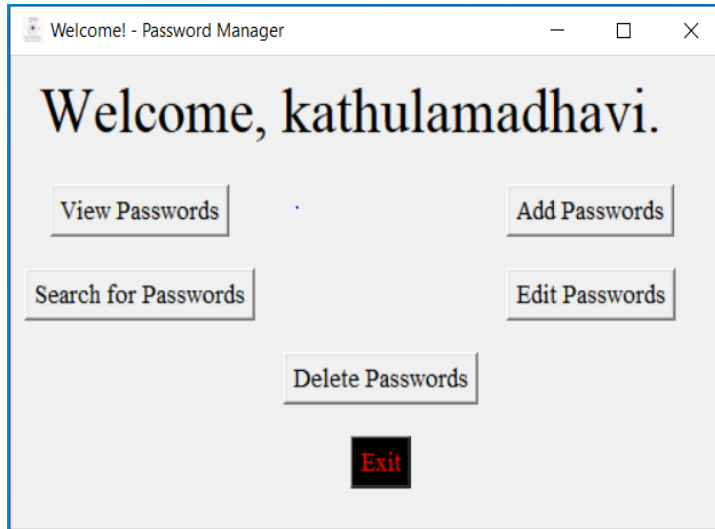 Welcome! - Password Manager
Welcome, kathulamadhavi.
View Passwords
Add Passwords
Search for Passwords
Edit Passwords
Delete Passwords
Exit